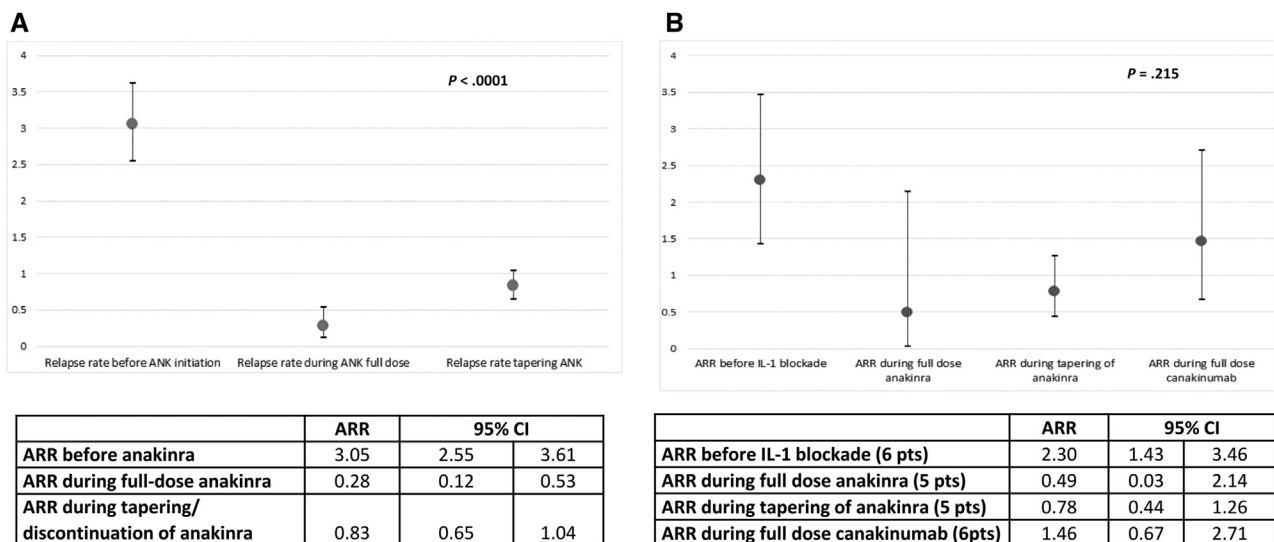 A
4
3.5
3
2.5
2
1.5
1
0.5
0
P < .0001
Relapse rate before ANK initiation
Relapse rate during ANK full dose
Relapse rate tapering ANK
ARR 95% CI
ARR before anakinra 3.05 2.55 3.61
ARR during full-dose anakinra 0.28 0.12 0.53
ARR during tapering/
discontinuation of anakinra 0.83 0.65 1.04
B
4
3.5
3
2.5
2
1.5
1
0.5
0
P = .215
ARR before IL-1 blockade
ARR during full dose
anakinra
ARR during tapering of
anakinra
ARR during full dose
canakinumab
ARR 95% CI
ARR before IL-1 blockade (6 pts) 2.30 1.43 3.46
ARR during full dose anakinra (5 pts) 0.49 0.03 2.14
ARR during tapering of anakinra (5 pts) 0.78 0.44 1.26
ARR during full dose canakinumab (6pts) 1.46 0.67 2.71